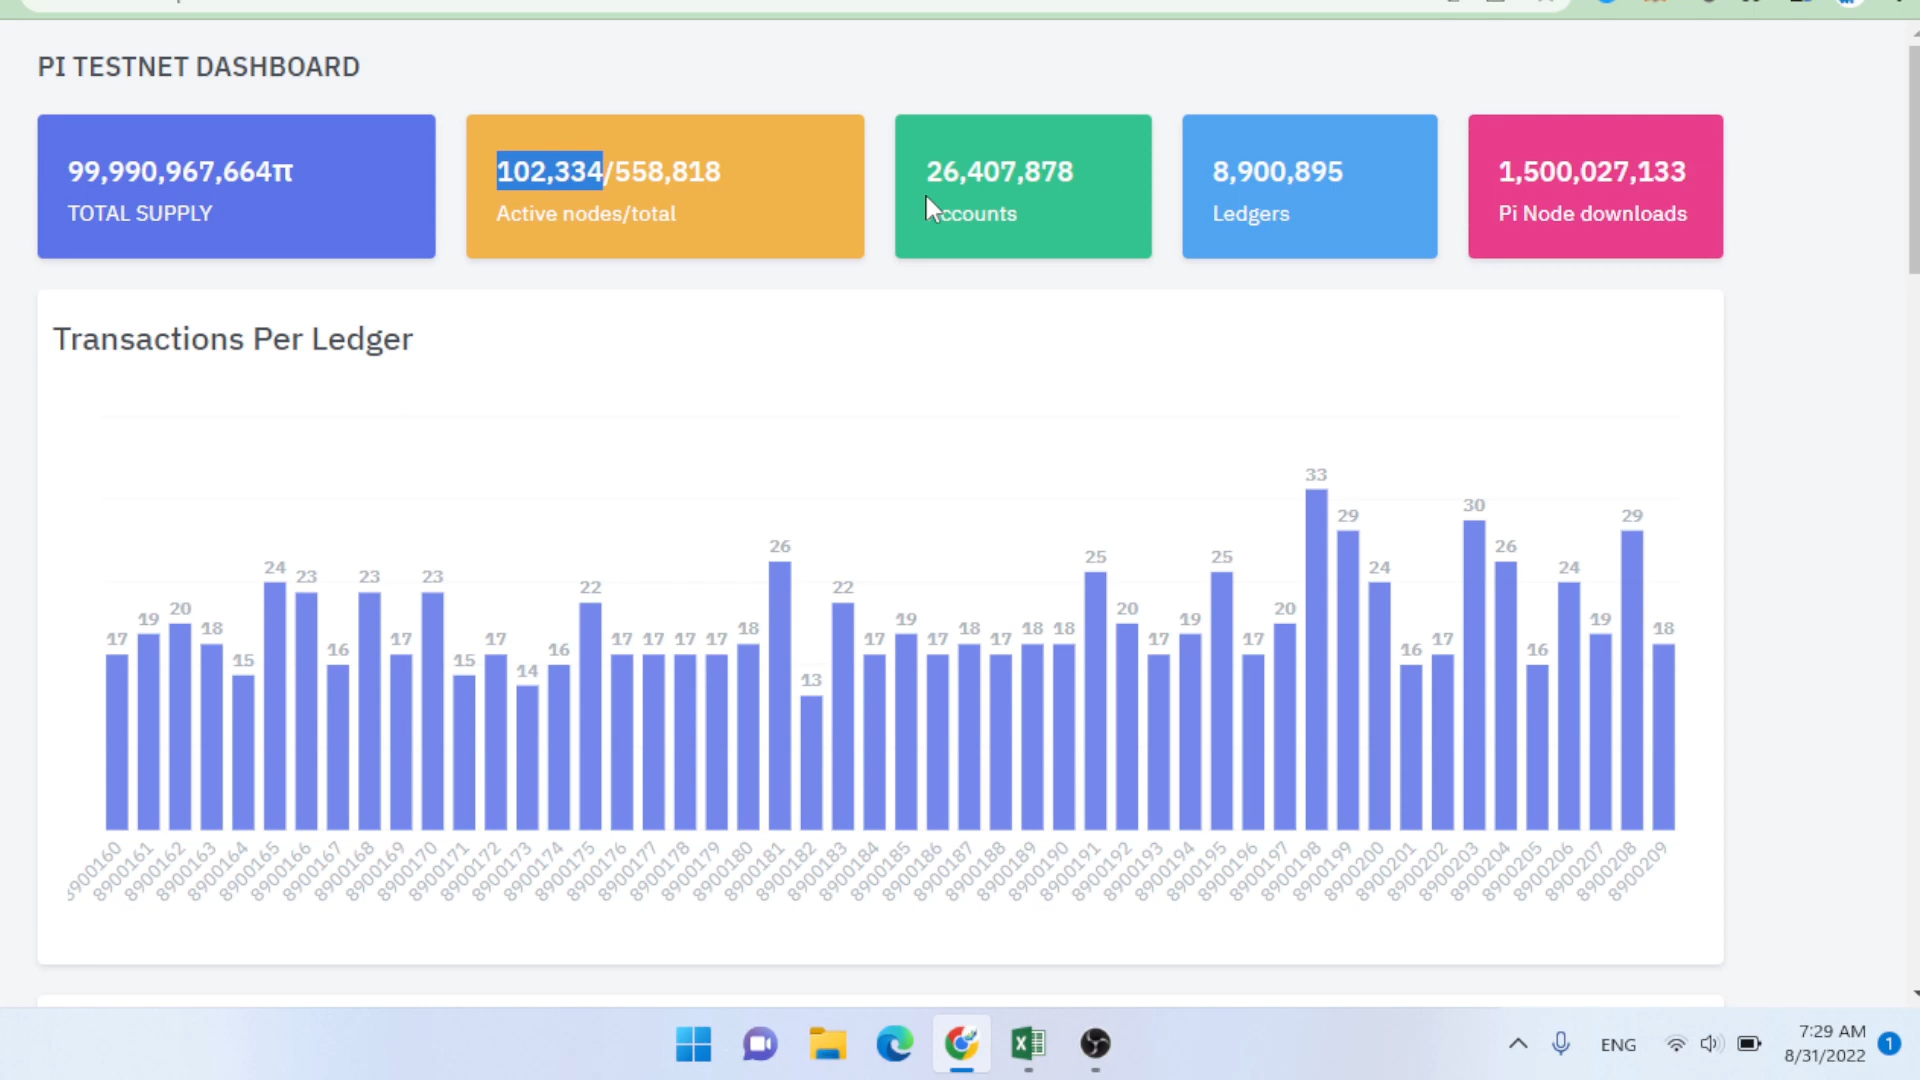 PI TESTNET DASHBOARD
99,990,967,664π
TOTAL SUPPLY
102,334/558,818
Active nodes/total
26,407,878
ccounts
8,900,895
Ledgers
1,500,027,133
Pi Node downloads
Transactions Per Ledger
17 19 20 18 15 24 23 16 23 17 23 15 17 14 16 22 17 17 17 17 18 26 13 22 17 19 17 18 17 18 18 25 20 17 19 25 17 20 33 29 24 16 17 30 26 16 24 19 29 18
8900160 8900161 8900162 8900163 8900164 8900165 8900166 8900167 8900168 8900169 8900170 8900171 8900172 8900173 8900174 8900175 8900176 8900177 8900178 8900179 8900180 8900181 8900182 8900183 8900184 8900185 8900186 8900187 8900188 8900189 8900190 8900191 8900192 8900193 8900194 8900195 8900196 8900197 8900198 8900199 8900200 8900201 8900202 8900203 8900204 8900205 8900206 8900207 8900208 8900209
ENG
7:29 AM
8/31/2022
1